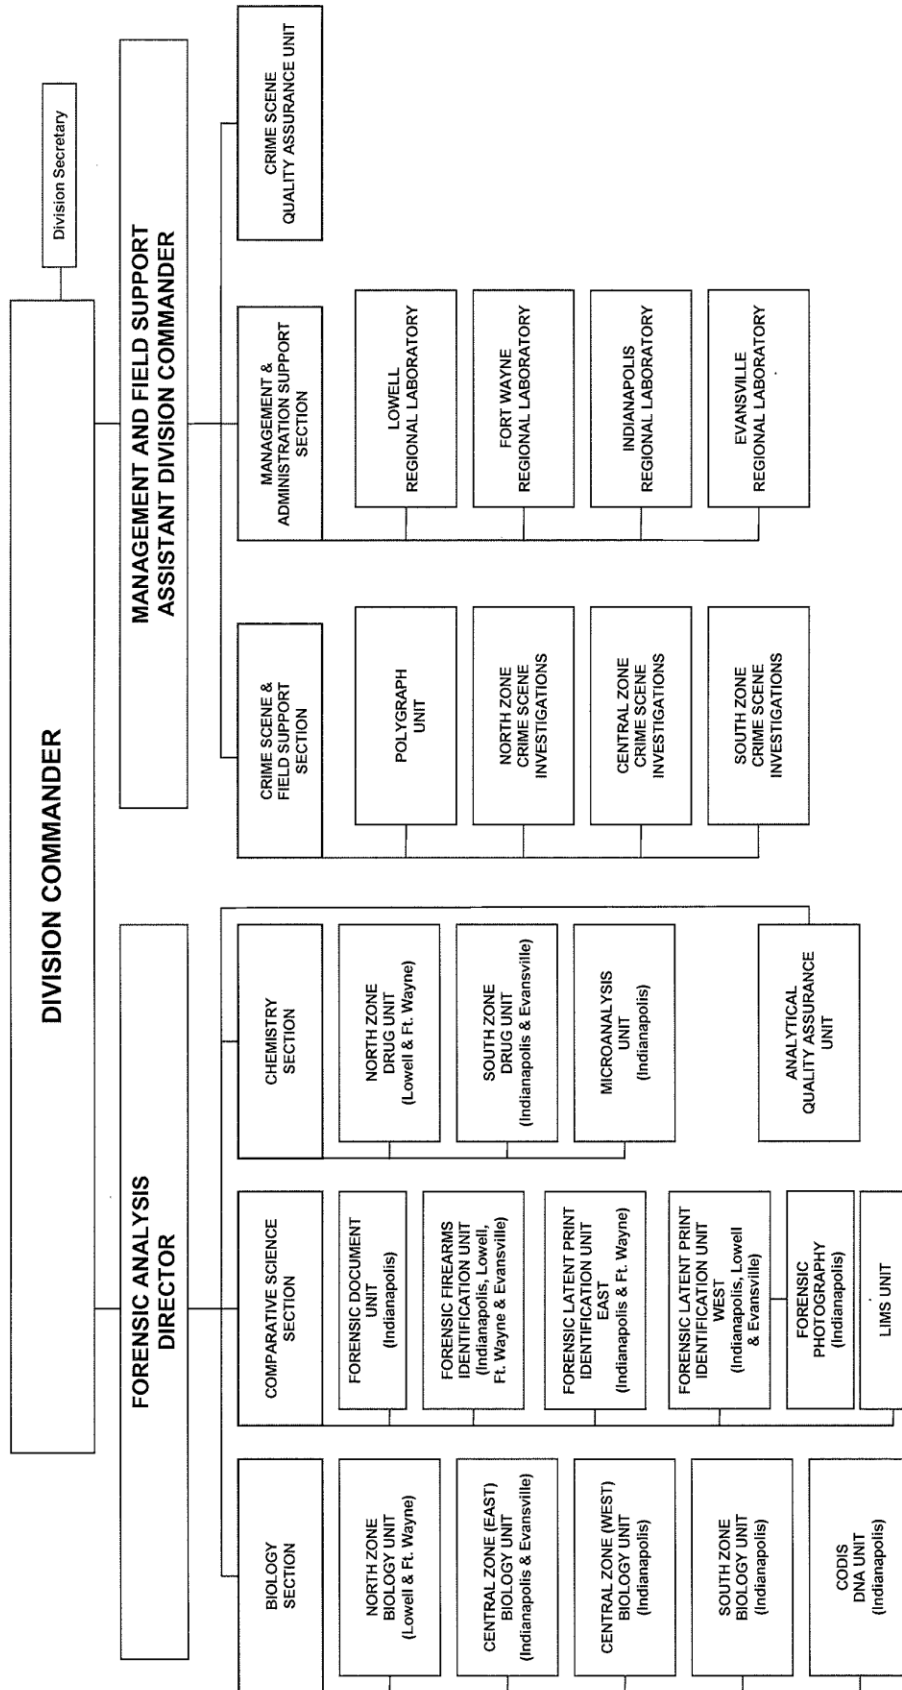 DIVISION COMMANDER
Division Secretary
FORENSIC ANALYSIS
DIRECTOR
MANAGEMENT AND FIELD SUPPORT
ASSISTANT DIVISION COMMANDER
BIOLOGY
SECTION
NORTH ZONE
BIOLOGY UNIT
(Lowell & Ft. Wayne)
CENTRAL ZONE (EAST)
BIOLOGY UNIT
(Indianapolis & Evansville)
CENTRAL ZONE (WEST)
BIOLOGY UNIT
(Indianapolis)
SOUTH ZONE
BIOLOGY UNIT
(Indianapolis)
CODIS
DNA UNIT
(Indianapolis)
COMPARATIVE SCIENCE
SECTION
FORENSIC DOCUMENT
UNIT
(Indianapolis)
FORENSIC FIREARMS
IDENTIFICATION UNIT
(Indianapolis, Lowell,
Ft. Wayne & Evansville)
FORENSIC LATENT PRINT
IDENTIFICATION UNIT
EAST
(Indianapolis & Ft. Wayne)
FORENSIC LATENT PRINT
IDENTIFICATION UNIT
WEST
(Indianapolis, Lowell
& Evansville)
FORENSIC
PHOTOGRAPHY
(Indianapolis)
LIMS UNIT
CHEMISTRY
SECTION
NORTH ZONE
DRUG UNIT
(Lowell & Ft. Wayne)
SOUTH ZONE
DRUG UNIT
(Indianapolis & Evansville)
MICROANALYSIS
UNIT
(Indianapolis)
ANALYTICAL
QUALITY ASSURANCE
UNIT
CRIME SCENE &
FIELD SUPPORT
SECTION
POLYGRAPH
UNIT
NORTH ZONE
CRIME SCENE
INVESTIGATIONS
CENTRAL ZONE
CRIME SCENE
INVESTIGATIONS
SOUTH ZONE
CRIME SCENE
INVESTIGATIONS
MANAGEMENT &
ADMINISTRATION SUPPORT
SECTION
LOWELL
REGIONAL LABORATORY
FORT WAYNE
REGIONAL LABORATORY
INDIANAPOLIS
REGIONAL LABORATORY
EVANSVILLE
REGIONAL LABORATORY
CRIME SCENE
QUALITY ASSURANCE UNIT